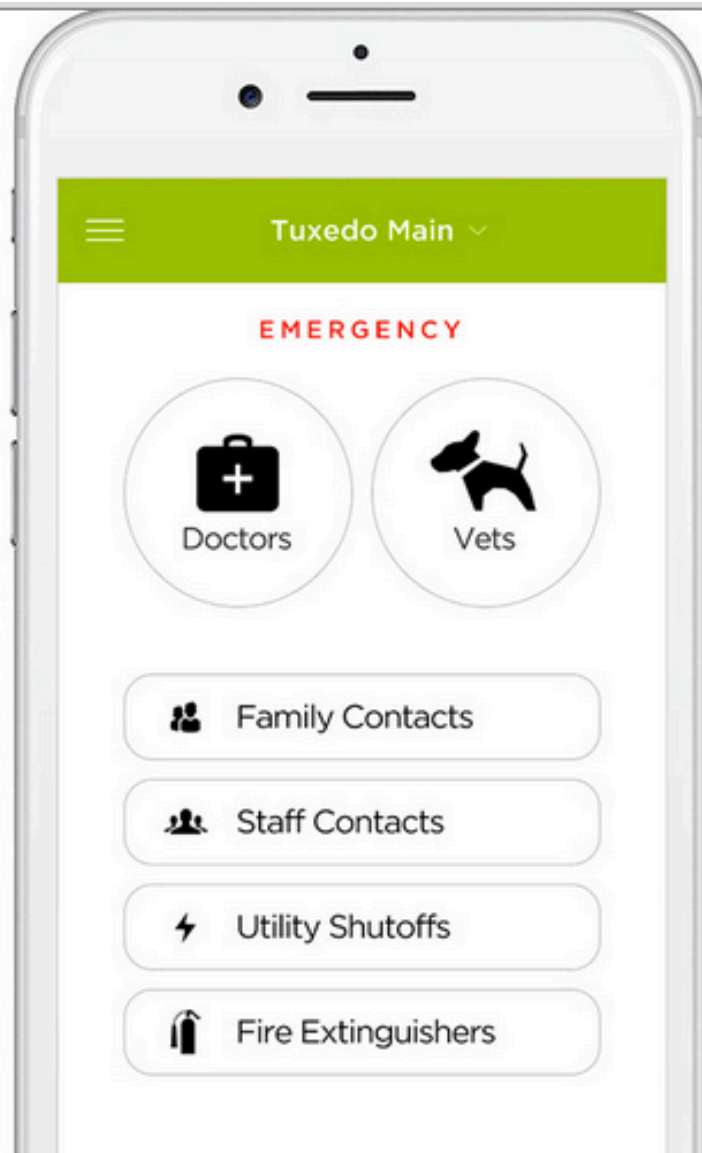 Tuxedo Main
EMERGENCY
Doctors
Vets
Family Contacts
Staff Contacts
Utility Shutoffs
Fire Extinguishers